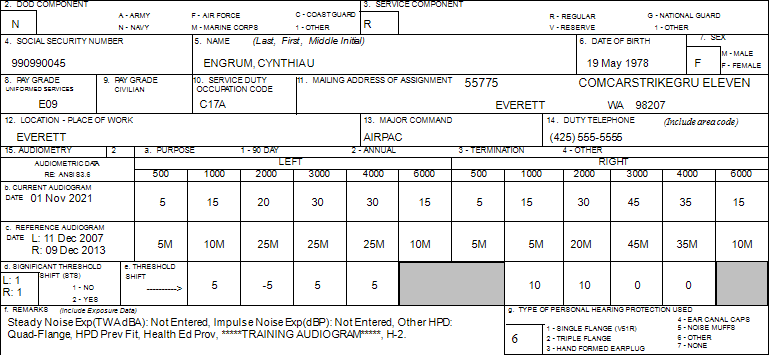 2. DOD COMPONENT
N
A - ARMY F - AIR FORCE C - COAST GUARD
N - NAVY M - MARINE CORPS 1 - OTHER
3. SERVICE COMPONENT
R
R - REGULAR G - NATIONAL GUARD
V - RESERVE 1 - OTHER
4. SOCIAL SECURITY NUMBER
990990045
5. NAME (Last, First, Middle Initial)
ENGRUM, CYNTHIA U
6. DATE OF BIRTH
19 May 1978
7. SEX
F
M - MALE
F - FEMALE
8. PAY GRADE
UNIFORMED SERVICES
E09
9. PAY GRADE
CIVILIAN
10. SERVICE DUTY
OCCUPATION CODE
C17A
11. MAILING ADDRESS OF ASSIGNMENT 55775 COMCARSTRIKEGRU ELEVEN
EVERETT WA 98207
12. LOCATION - PLACE OF WORK
EVERETT
13. MAJOR COMMAND
AIRPAC
14. DUTY TELEPHONE (Include area code)
(425) 555-5555
15. AUDIOMETRY 2 a. PURPOSE 1 - 90 DAY 2 - ANNUAL 3 - TERMINATION 4 - OTHER
AUDIOMETRIC DATA
RE: ANSI S3.6
LEFT RIGHT
500 1000 2000 3000 4000 6000 500 1000 2000 3000 4000 6000
b. CURRENT AUDIOGRAM
DATE 01 Nov 2021
5 15 20 30 30 15 5 15 30 45 35 15
c. REFERENCE AUDIOGRAM
DATE L: 11 Dec 2007
R: 09 Dec 2013
5M 10M 25M 25M 25M 10M 5M 5M 20M 45M 35M 10M
d. SIGNIFICANT THRESHOLD
SHIFT (STS)
L: 1
R: 1
1 - NO
2 - YES
e. THRESHOLD
SHIFT
---------->
5 -5 5 5 10 10 0 0
f. REMARKS (Include Exposure Data)
Steady Noise Exp(TWA dBA): Not Entered, Impulse Noise Exp(dBP): Not Entered, Other HPD:
Quad-Flange, HPD Prev Fit, Health Ed Prov, *****TRAINING AUDIOGRAM*****, H-2.
g. TYPE OF PERSONAL HEARING PROTECTION USED
6
1 - SINGLE FLANGE (V51R)
2 - TRIPLE FLANGE
3 - HAND FORMED EARPLUG
4 - EAR CANAL CAPS
5 - NOISE MUFFS
6 - OTHER
7 - NONE